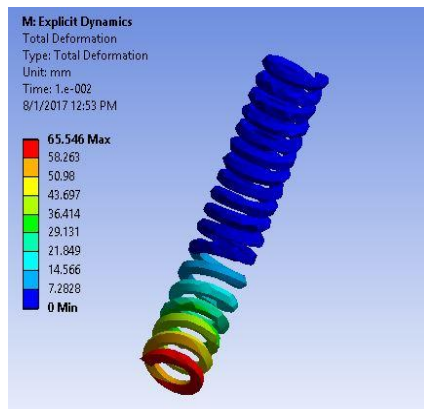 M: Explicit Dynamics
Total Deformation
Type: Total Deformation
Unit: mm
Time: 1.e-002
8/1/2017 12:53 PM
65.546 Max
58.263
50.98
43.697
36.414
29.131
21.849
14.566
7.2828
0 Min